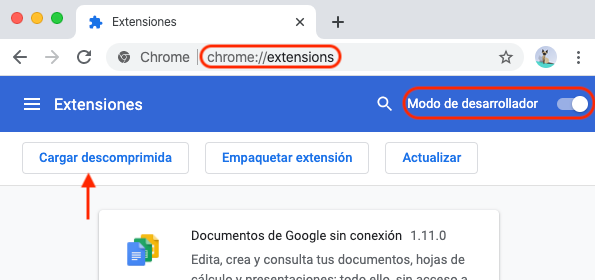 Extensiones
Chrome | chrome://extensions
Extensiones Modo de desarrollador
Cargar descomprimida Empaquetar extensión Actualizar
Documentos de Google sin conexión 1.11.0
Edita, crea y consulta tus documentos, hojas de
cálculo y presentaciones: todo ello, sin acceso a